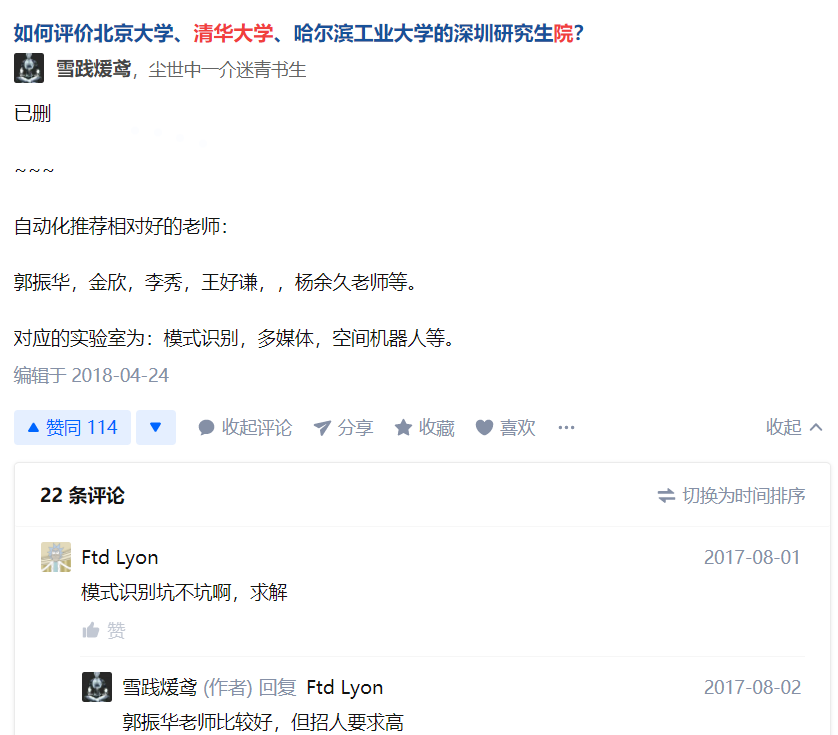 如何评价北京大学、清华大学、哈尔滨工业大学的深圳研究生院？
雪践煖鸢，尘世中一介迷青书生
已删
~~~
自动化推荐相对好的老师：
郭振华，金欣，李秀，王好谦，，杨余久老师等。
对应的实验室为：模式识别，多媒体，空间机器人等。
编辑于 2018-04-24
赞同 114 收起评论 分享 收藏 喜欢 ··· 收起
22 条评论 切换为时间排序
Ftd Lyon 2017-08-01
模式识别坑不坑啊，求解
赞
雪践煖鸢 (作者) 回复 Ftd Lyon 2017-08-02
郭振华老师比较好，但招人要求高